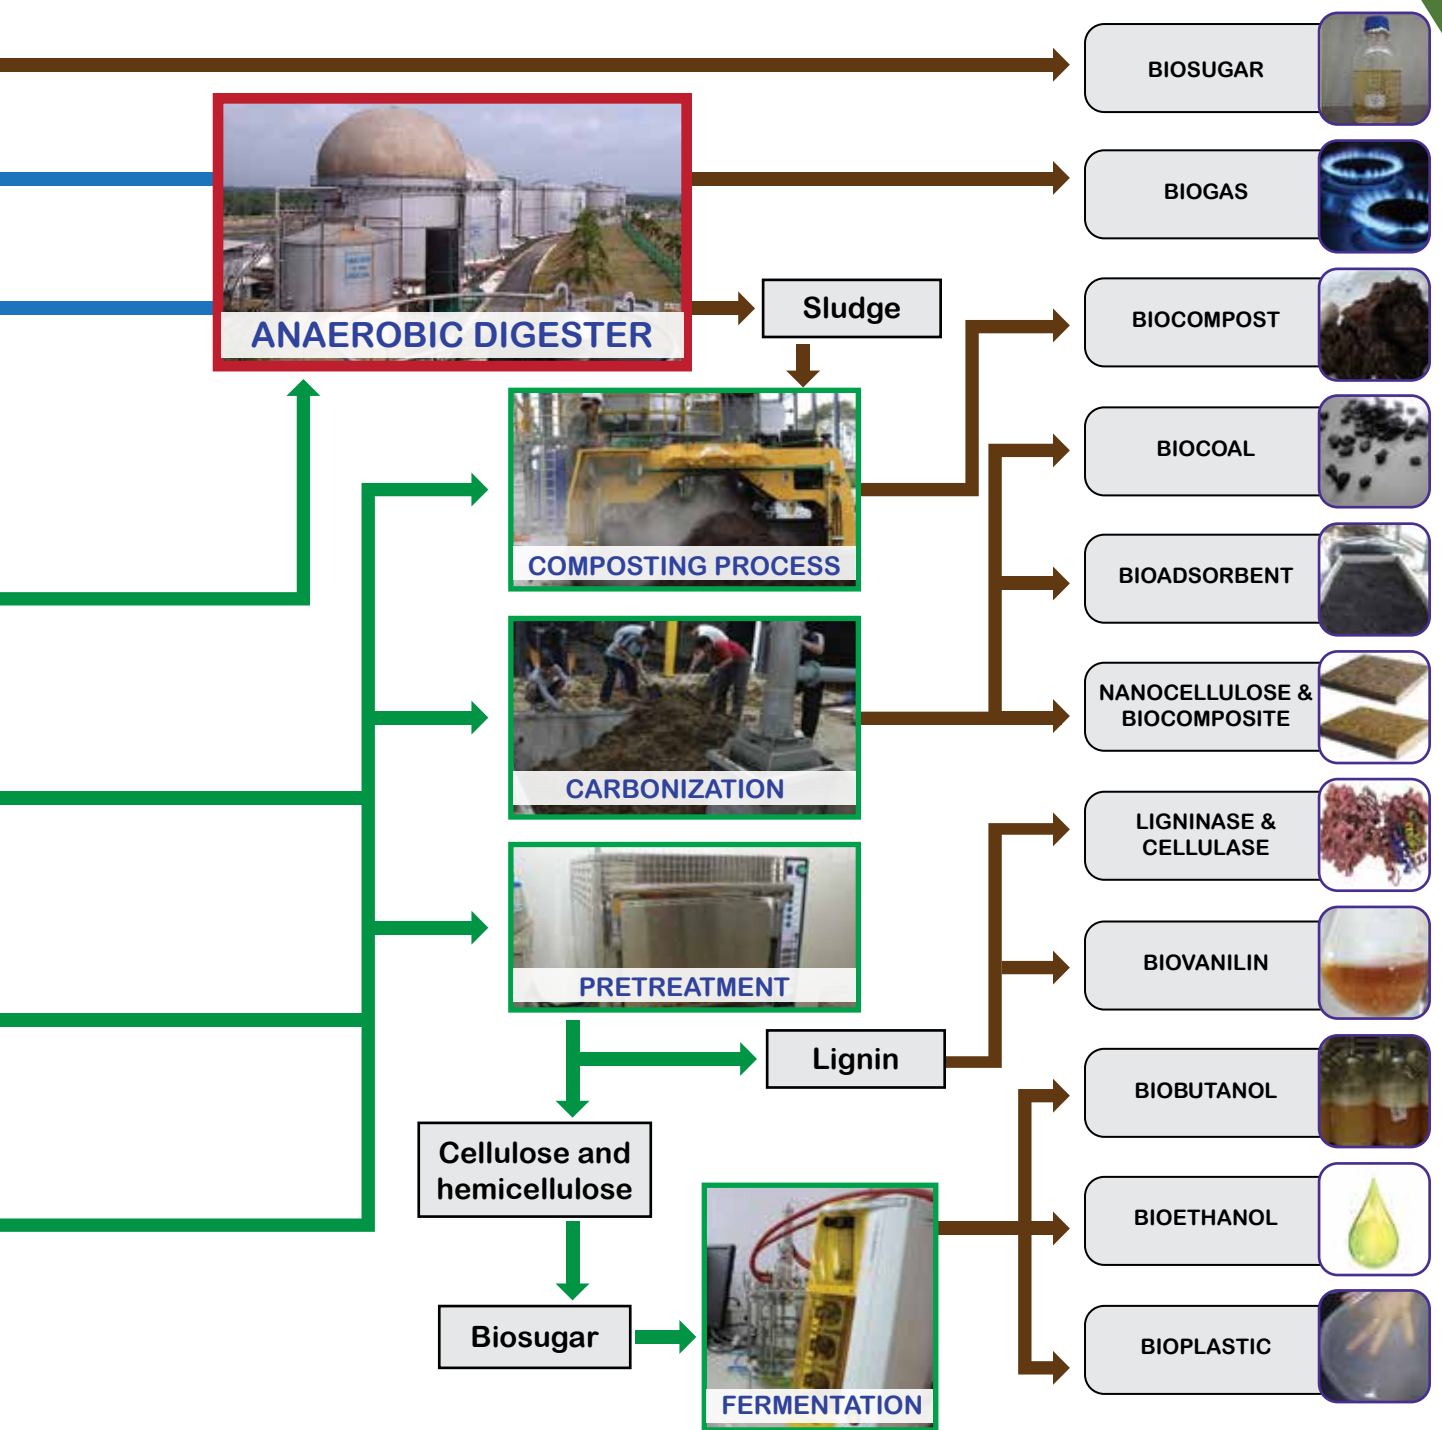 BIOSUGAR
BIOGAS
ANAEROBIC DIGESTER
Sludge
BIOCOMPOST
BIOCOAL
COMPOSTING PROCESS
BIOADSORBENT
NANOCELLULOSE &
BIOCOMPOSITE
CARBONIZATION
LIGNINASE &
CELLULASE
PRETREATMENT
BIOVANILIN
Lignin
BIOBUTANOL
Cellulose and
hemicellulose
BIOETHANOL
Biosugar
BIOPLASTIC
FERMENTATION